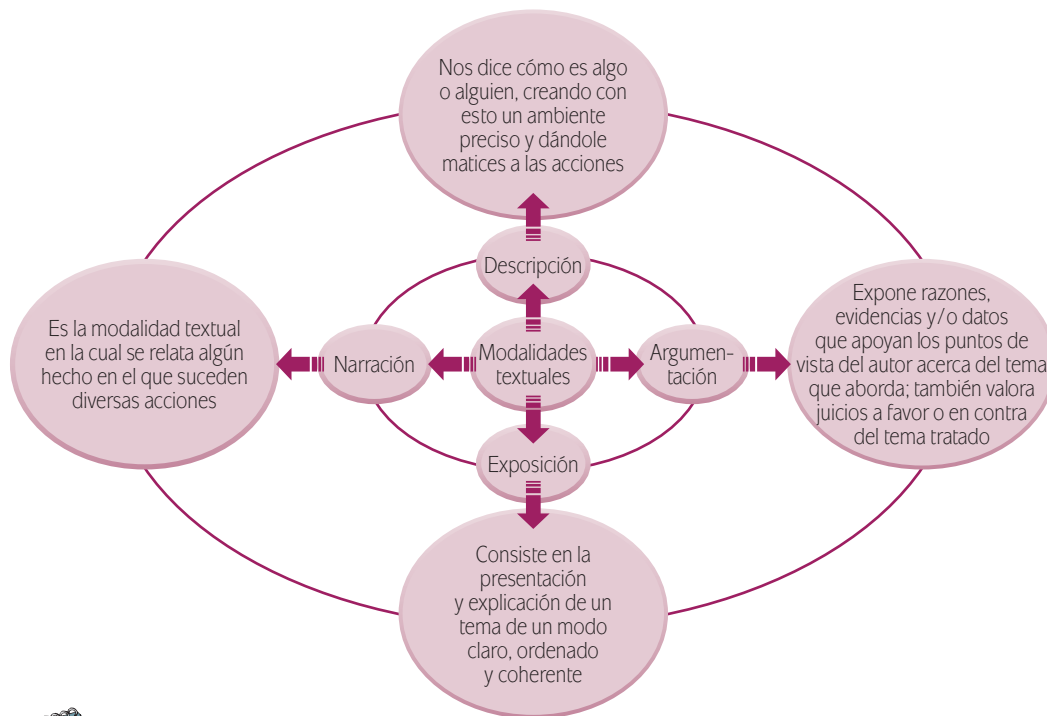 Nos dice cómo es algo
o alguien, creando con
esto un ambiente
preciso y dándole
matices a las acciones
Descripción
Es la modalidad textual
en la cual se relata algún
hecho en el que suceden
diversas acciones
Narración
Modalidades
textuales
Argumen-
tación
Expone razones,
evidencias y/o datos
que apoyan los puntos de
vista del autor acerca del tema
que aborda; también valora
juicios a favor o en contra
del tema tratado
Exposición
Consiste en la
presentación
y explicación de un
tema de un modo
claro, ordenado
y coherente